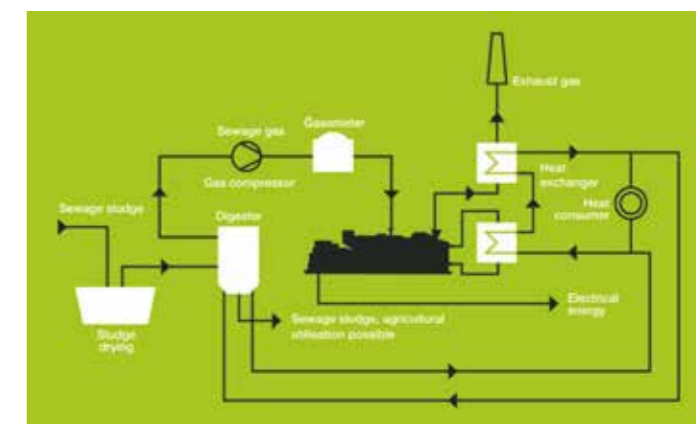 Exhaust gas
Gasometer
Sewage gas
Gas compressor
Heat
exchanger
Sewage sludge
Digester
Heat
consumer
Electrical
energy
Sewage sludge, agricultural
utilisation possible
Sludge
drying